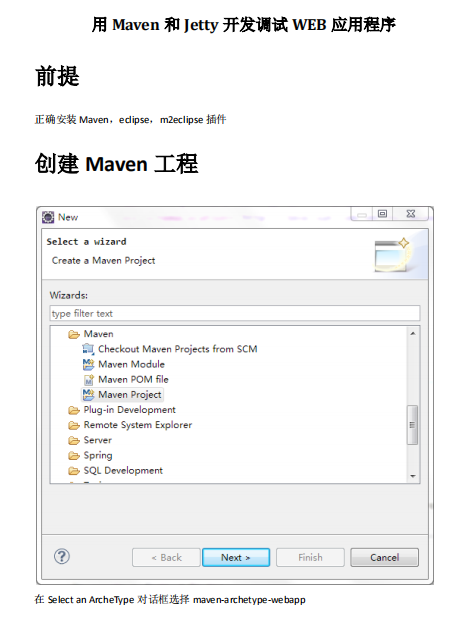 用 Maven 和 Jetty 开发调试 WEB 应用程序
前提
正确安装 Maven，eclipse，m2eclipse 插件
创建 Maven 工程
New
Select a wizard
Create a Maven Project
Wizards:
type filter text
Maven
Checkout Maven Projects from SCM
Maven Module
Maven POM file
Maven Project
Plug-in Development
Remote System Explorer
Server
Spring
SQL Development
< Back Next > Finish Cancel
在 Select an ArcheType 对话框选择 maven-archetype-webapp